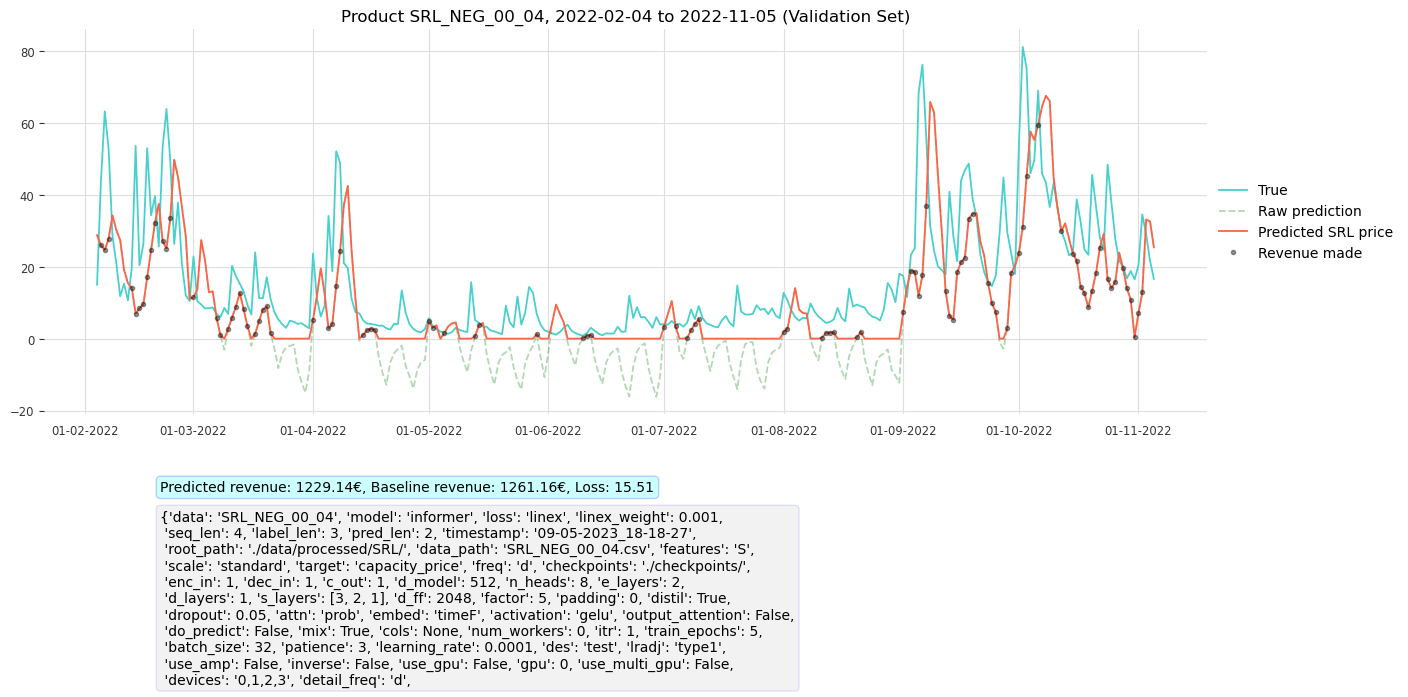 Product SRL_NEG_00_04, 2022-02-04 to 2022-11-05 (Validation Set)
80
60
40
20
0
−20
01-02-2022 01-03-2022 01-04-2022 01-05-2022 01-06-2022 01-07-2022 01-08-2022 01-09-2022 01-10-2022 01-11-2022
True
Raw prediction
Predicted SRL price
Revenue made
Predicted revenue: 1229.14€, Baseline revenue: 1261.16€, Loss: 15.51
{'data': 'SRL_NEG_00_04', 'model': 'informer', 'loss': 'linex', 'linex_weight': 0.001,
'seq_len': 4, 'label_len': 3, 'pred_len': 2, 'timestamp': '09-05-2023_18-18-27',
'root_path': './data/processed/SRL/', 'data_path': 'SRL_NEG_00_04.csv', 'features': 'S',
'scale': 'standard', 'target': 'capacity_price', 'freq': 'd', 'checkpoints': './checkpoints/',
'enc_in': 1, 'dec_in': 1, 'c_out': 1, 'd_model': 512, 'n_heads': 8, 'e_layers': 2,
'd_layers': 1, 's_layers': [3, 2, 1], 'd_ff': 2048, 'factor': 5, 'padding': 0, 'distil': True,
'dropout': 0.05, 'attn': 'prob', 'embed': 'timeF', 'activation': 'gelu', 'output_attention': False,
'do_predict': False, 'mix': True, 'cols': None, 'num_workers': 0, 'itr': 1, 'train_epochs': 5,
'batch_size': 32, 'patience': 3, 'learning_rate': 0.0001, 'des': 'test', 'lradj': 'type1',
'use_amp': False, 'inverse': False, 'use_gpu': False, 'gpu': 0, 'use_multi_gpu': False,
'devices': '0,1,2,3', 'detail_freq': 'd',